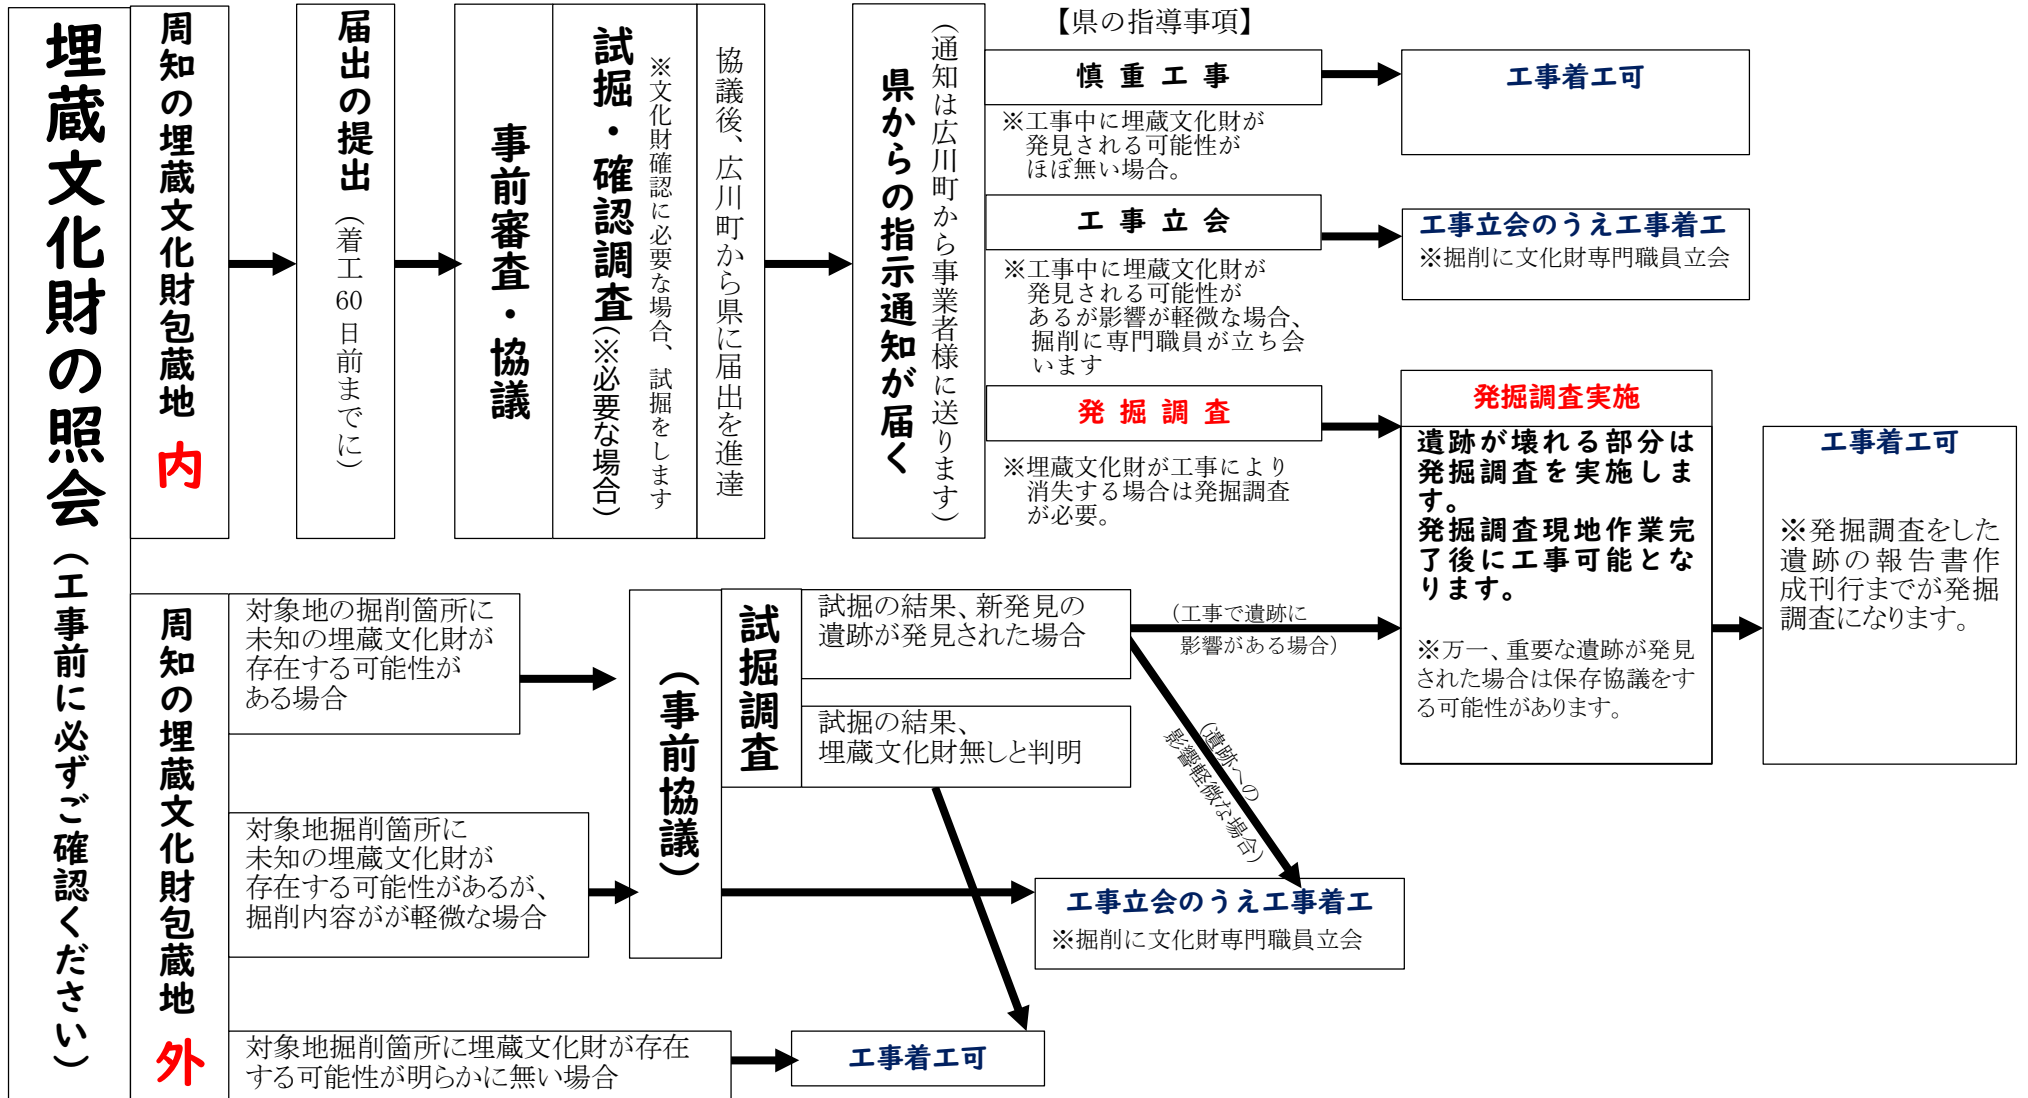 埋蔵文化財の照会(工事前に必ずご確認ください)
周知の埋蔵文化財包蔵地 内
届出の提出(着工60日前までに)
事前審査・協議
試掘・確認調査(※必要な場合)
※文化財確認に必要な場合、試掘をします
協議後、広川町から県に届出を進達
県からの指示通知が届く
(通知は広川町から事業者様に送ります)
【県の指導事項】
慎重工事
※工事中に埋蔵文化財が
発見される可能性が
ほぼ無い場合。
工事着工可
工事立会
※工事中に埋蔵文化財が
発見される可能性が
あるが影響が軽微な場合、
掘削に専門職員が立ち会
います
工事立会のうえ工事着工
※掘削に文化財専門職員立会
発掘調査
※埋蔵文化財が工事により
消失する場合は発掘調査
が必要。
発掘調査実施
遺跡が壊れる部分は
発掘調査を実施しま
す。
発掘調査現地作業完
了後に工事可能とな
ります。
※万一、重要な遺跡が発見
された場合は保存協議をす
る可能性があります。
工事着工可
※発掘調査をした
遺跡の報告書作
成刊行までが発掘
調査になります。
周知の埋蔵文化財包蔵地 外
対象地の掘削箇所に
未知の埋蔵文化財が
存在する可能性が
ある場合
対象地掘削箇所に
未知の埋蔵文化財が
存在する可能性があるが、
掘削内容がが軽微な場合
対象地掘削箇所に埋蔵文化財が存在
する可能性が明らかに無い場合
(事前協議)
試掘調査
試掘の結果、新発見の
遺跡が発見された場合
試掘の結果、
埋蔵文化財無しと判明
(工事で遺跡に
影響がある場合)
(遺跡への
影響軽微な場合)
工事立会のうえ工事着工
※掘削に文化財専門職員立会
工事着工可